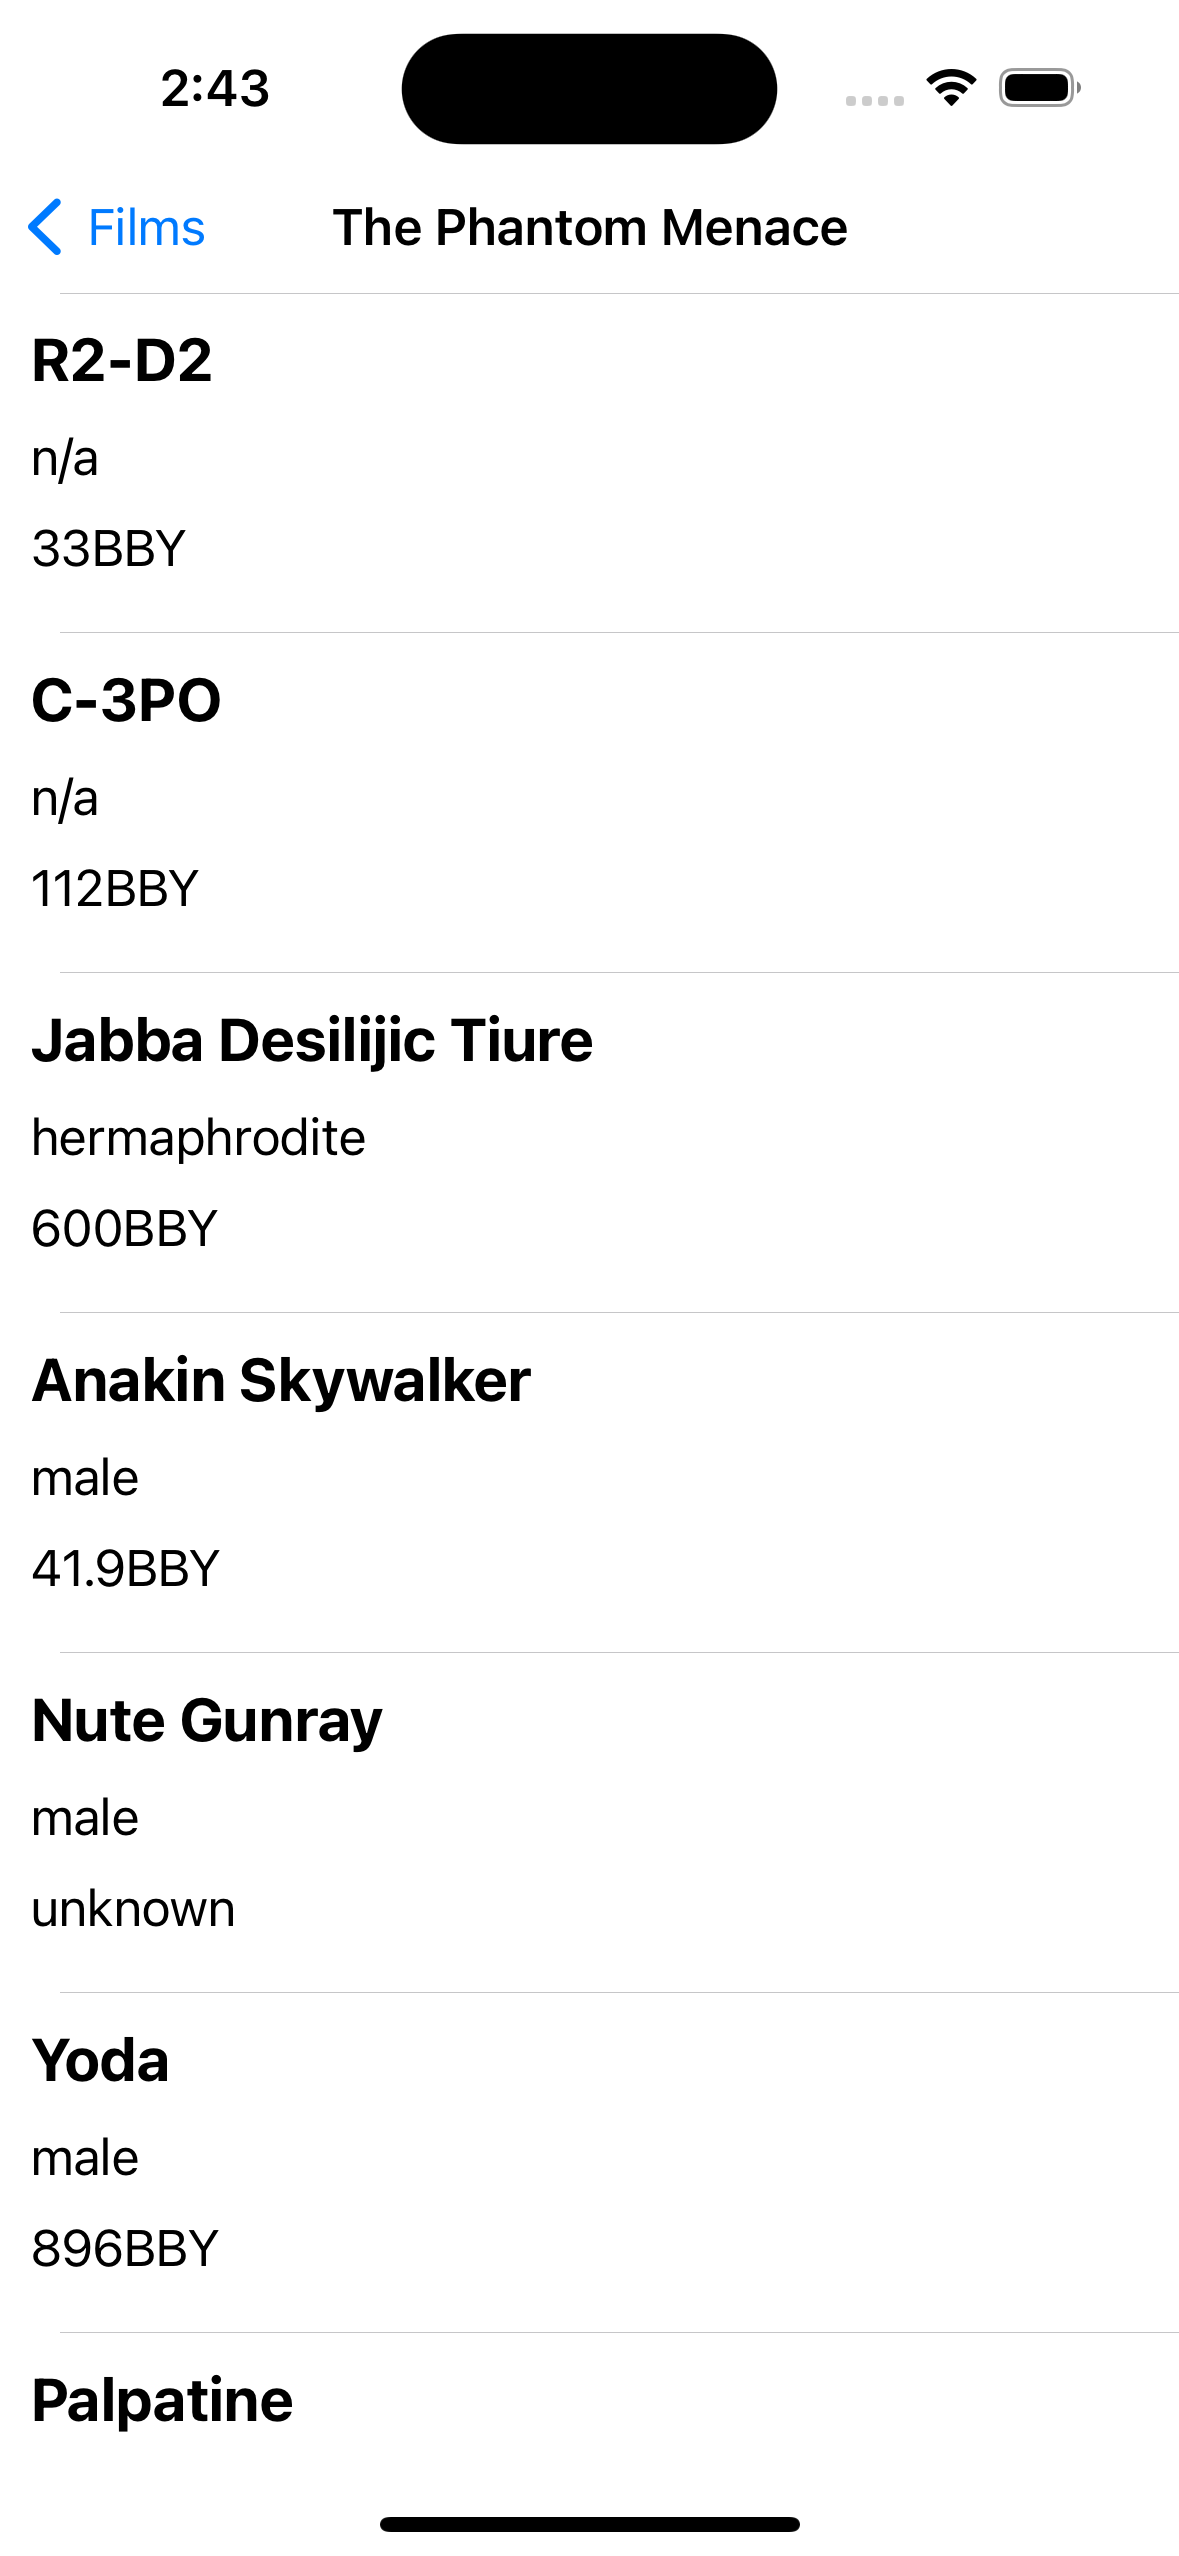 2:43
Films
The Phantom Menace
R2-D2
n/a
33BBY
C-3PO
n/a
112BBY
Jabba Desilijic Tiure
hermaphrodite
600BBY
Anakin Skywalker
male
41.9BBY
Nute Gunray
male
unknown
Yoda
male
896BBY
Palpatine